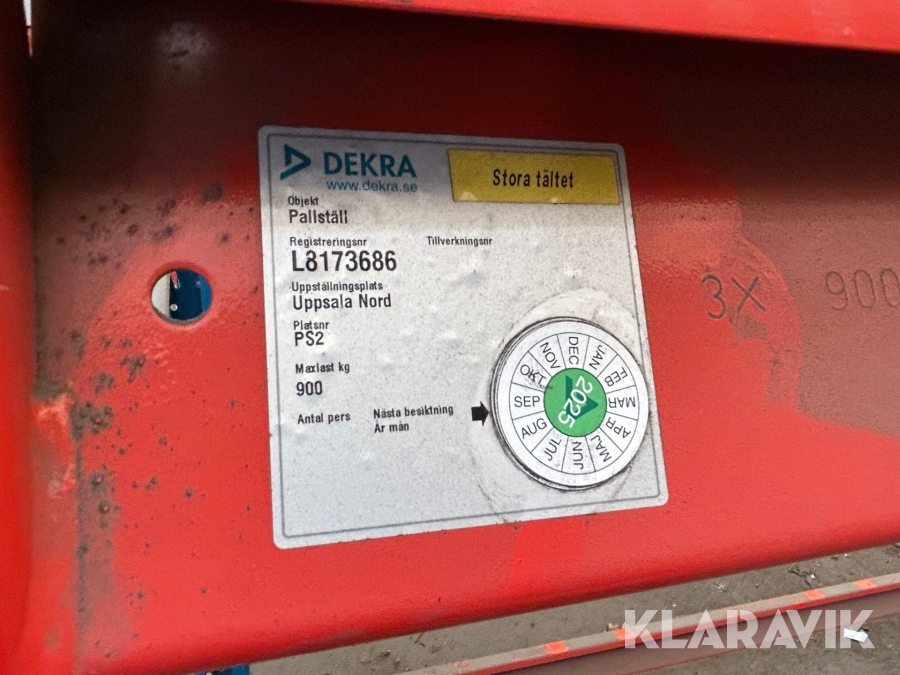 DEKRA
www.dekra.se
Stora tältet
Objekt
Pallställ
Registreringsnr
Tillverkningsnr
L8173686
Uppställningsplats
Uppsala Nord
Platsnr
PS2
Maxlast kg
900
Antal pers
Nästa besiktning
År mån
JAN
FEB
MAR
APR
MAJ
JUN
JUL
AUG
SEP
OKT
NOV
DEC
2025
3X 900
KLARAVIK